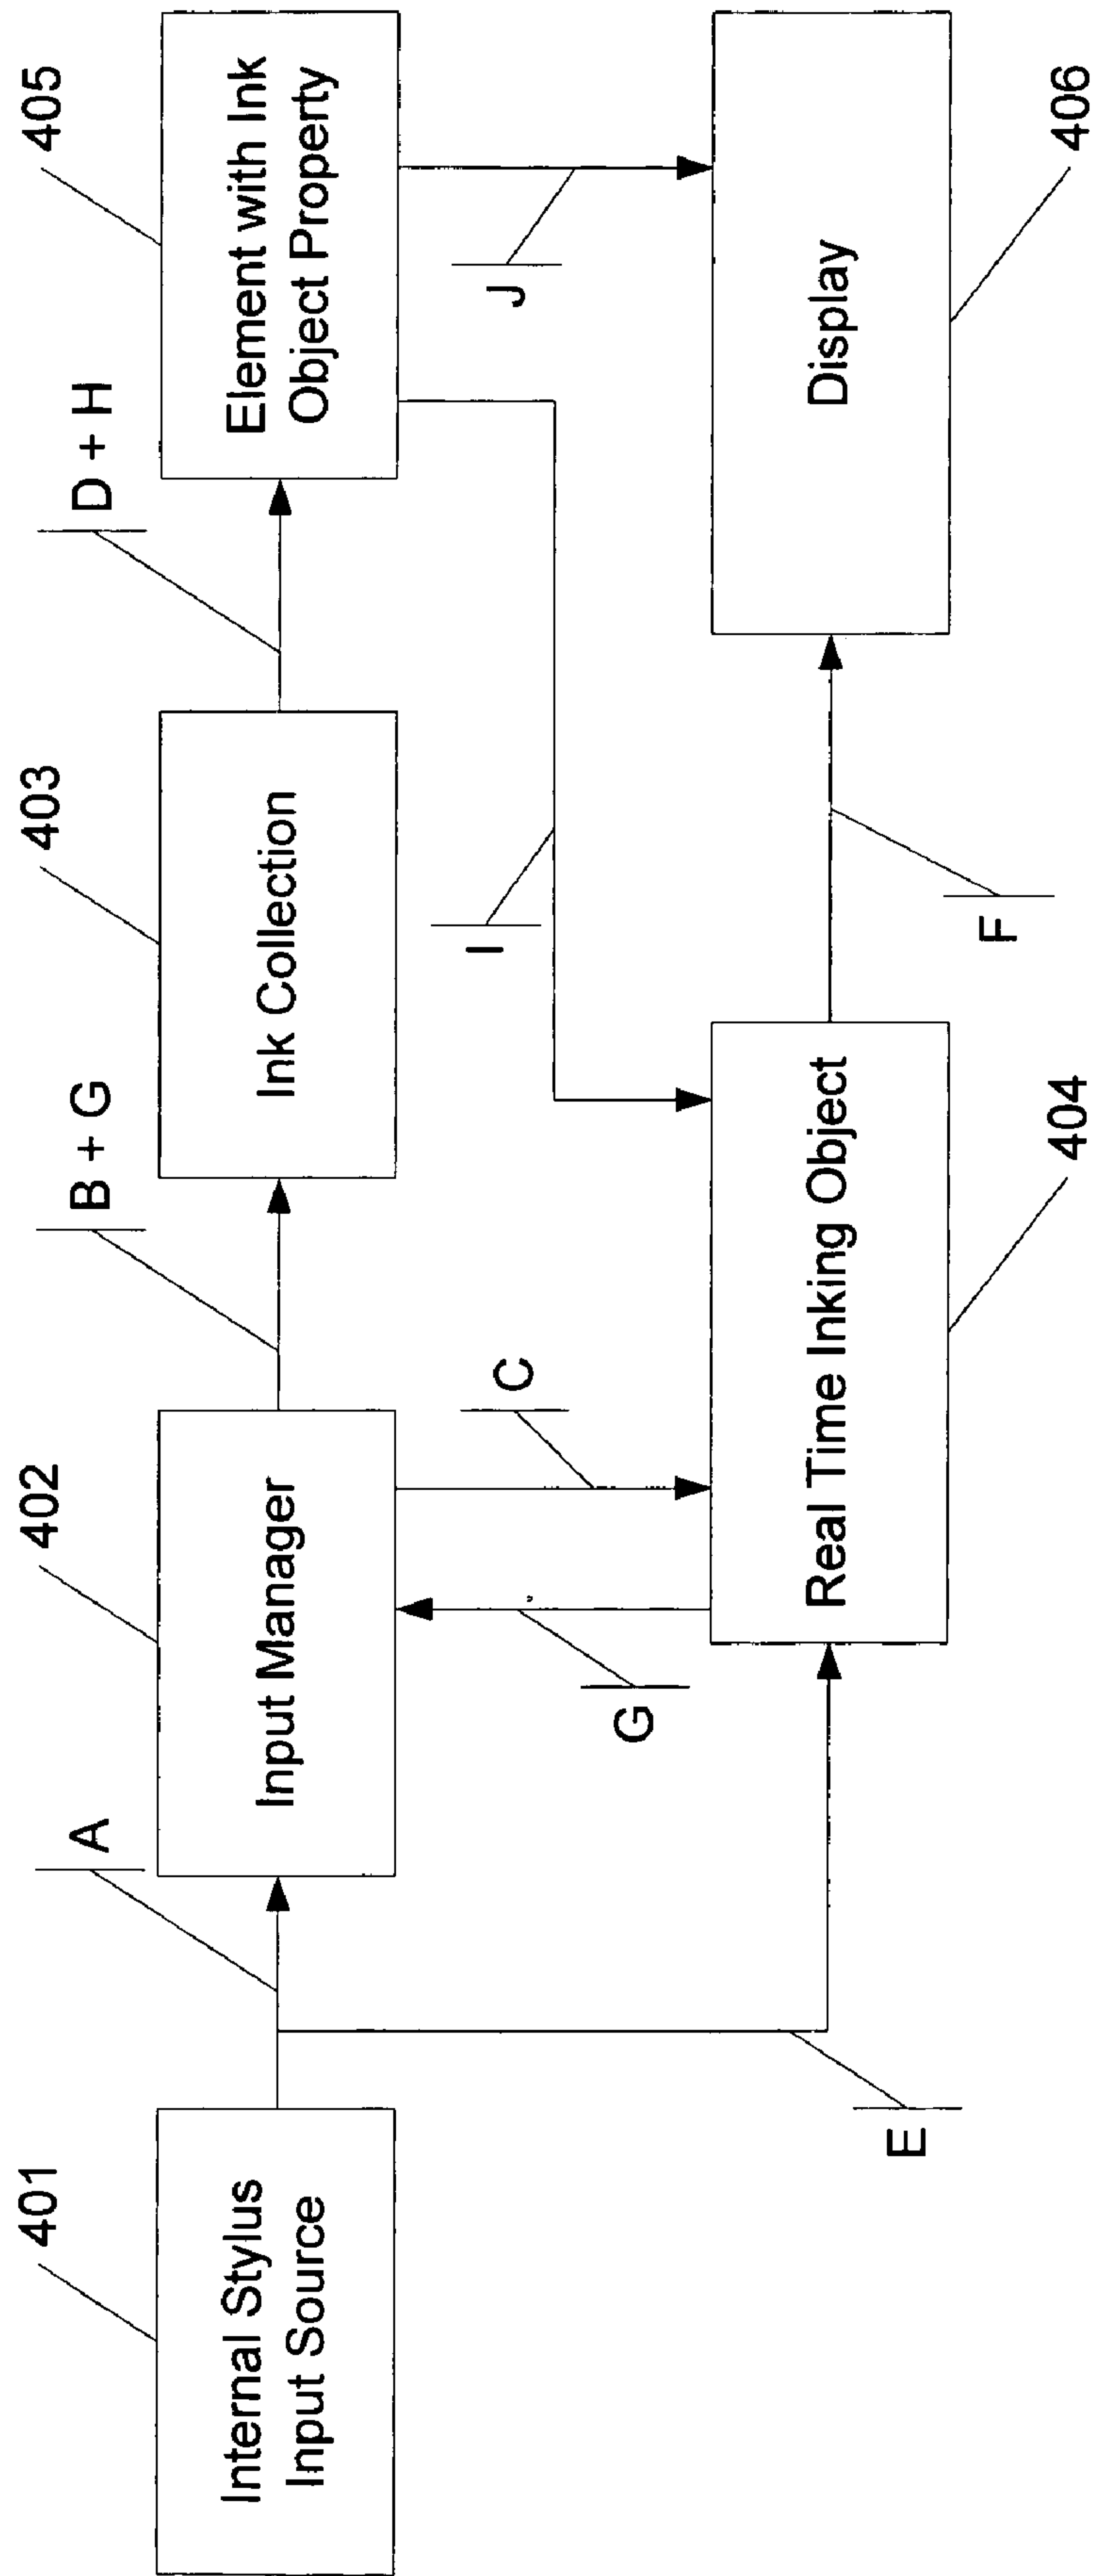 401
Internal Stylus
Input Source
A
E
402
Input Manager
G
C
B + G
403
Ink Collection
404
Real Time Inking Object
I
D + H
405
Element with Ink
Object Property
J
F
Display
406